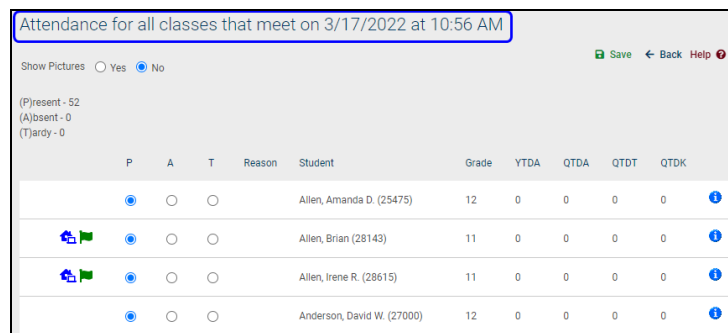 Attendance for all classes that meet on 3/17/2022 at 10:56 AM
Save Back Help
Show Pictures Yes No
(P)resent - 52
(A)bsent - 0
(T)ardy - 0
P A T Reason Student Grade YTDA QTDA QTDT QTDK
Allen, Amanda D. (25475) 12 0 0 0 0
Allen, Brian (28143) 11 0 0 0 0
Allen, Irene R. (28615) 11 0 0 0 0
Anderson, David W. (27000) 12 0 0 0 0